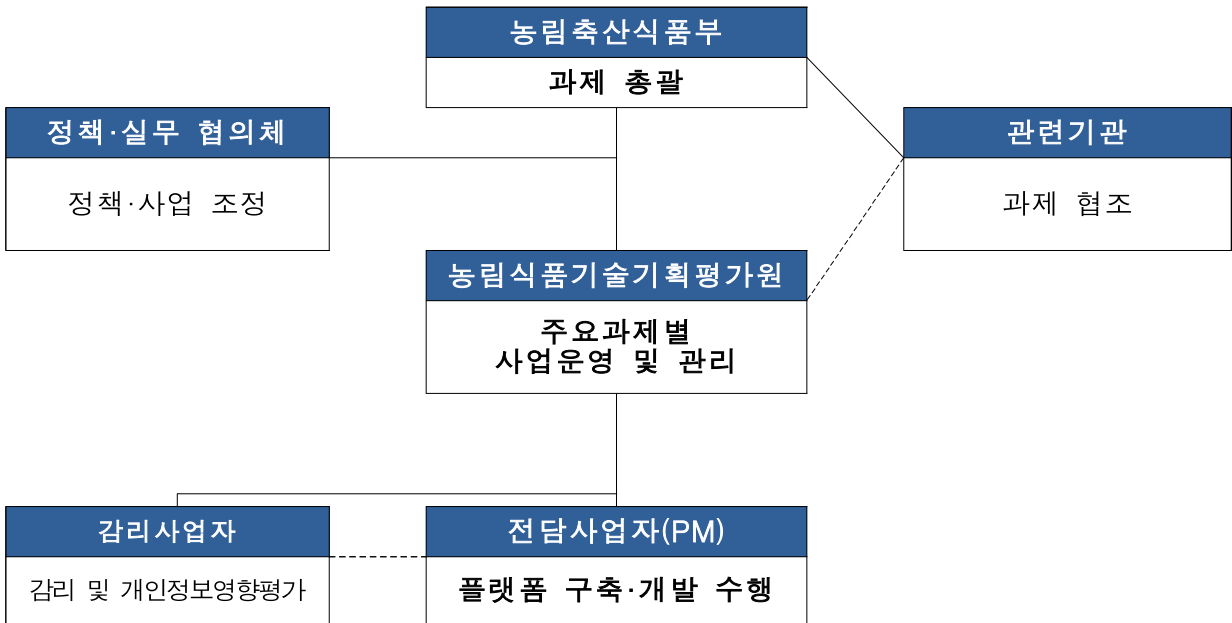 농림축산식품부
과제 총괄
정책·실무 협의체
정책·사업 조정
관련기관
과제 협조
농림식품기술기획평가원
주요과제별
사업운영 및 관리
감리사업자
감리 및 개인정보영향평가
전담사업자(PM)
플랫폼 구축·개발 수행